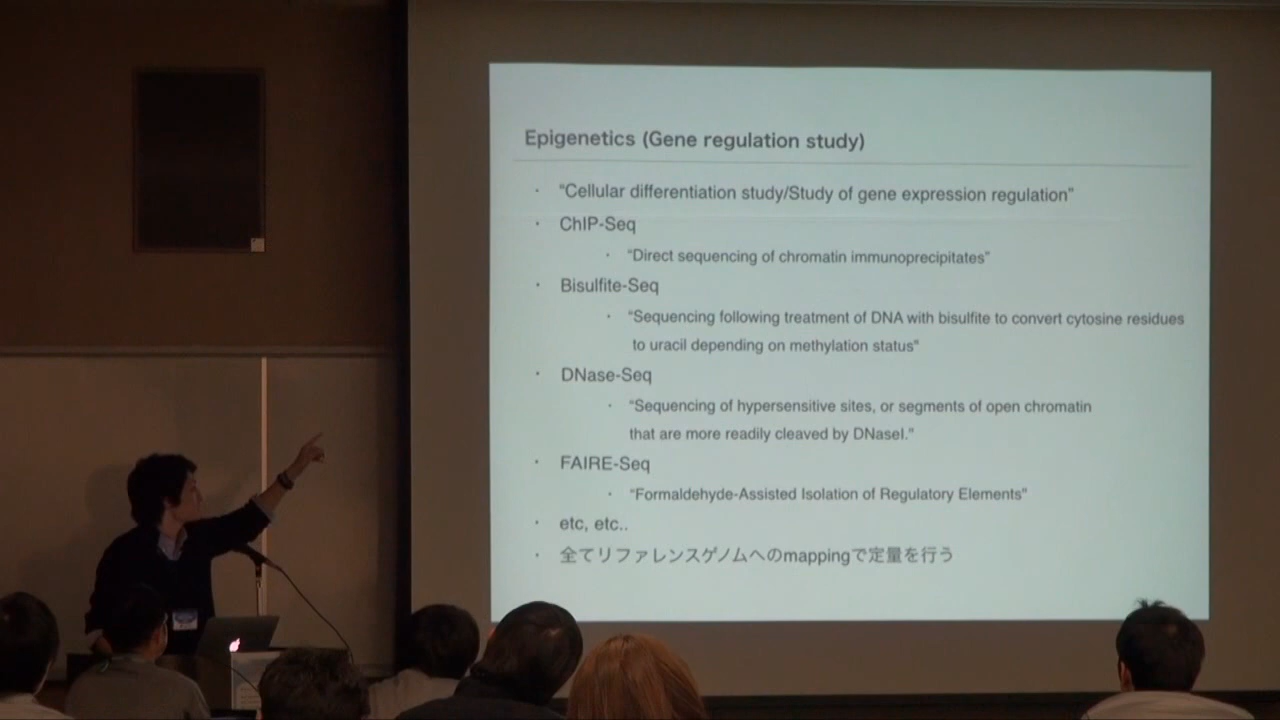 Epigenetics (Gene regulation study)
· "Cellular differentiation study/Study of gene expression regulation"
· ChIP-Seq
· "Direct sequencing of chromatin immunoprecipitates"
· Bisulfite-Seq
· "Sequencing following treatment of DNA with bisulfite to convert cytosine residues
to uracil depending on methylation status"
· DNase-Seq
· "Sequencing of hypersensitive sites, or segments of open chromatin
that are more readily cleaved by DNaseI."
· FAIRE-Seq
· "Formaldehyde-Assisted Isolation of Regulatory Elements"
· etc, etc..
· 全てリファレンスゲノムへのmappingで定量を行う